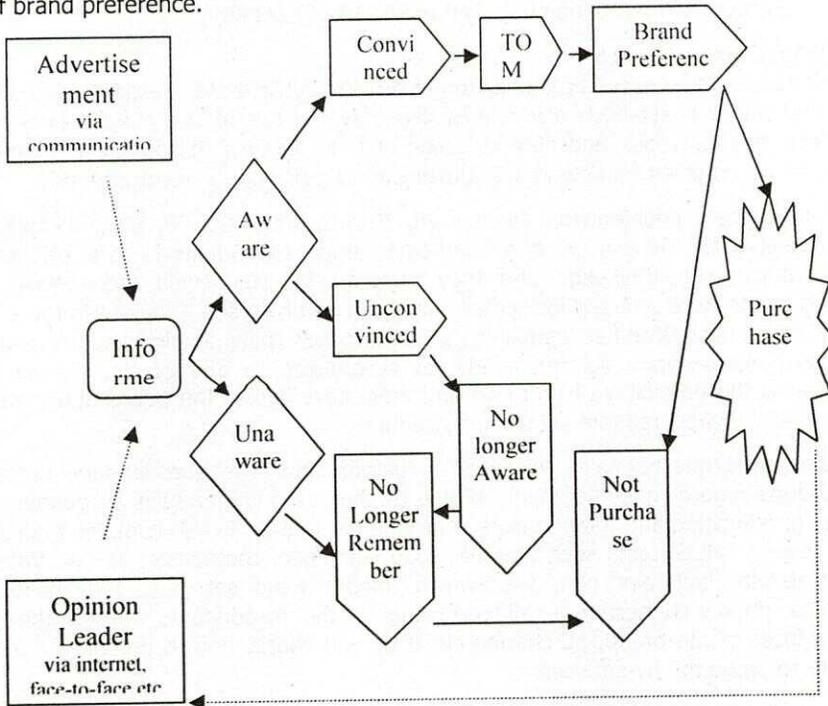 f brand preference.
Advertise
ment
via
communicatio
Convi
nced
TO
M
Brand
Preferenc
Aw
are
Uncon
vinced
Info
rme
Una
ware
No
longer
Aware
No
Longer
Remem
ber
Not
Purcha
se
Purc
hase
Opinion
Leader
via internet,
face-to-face etc